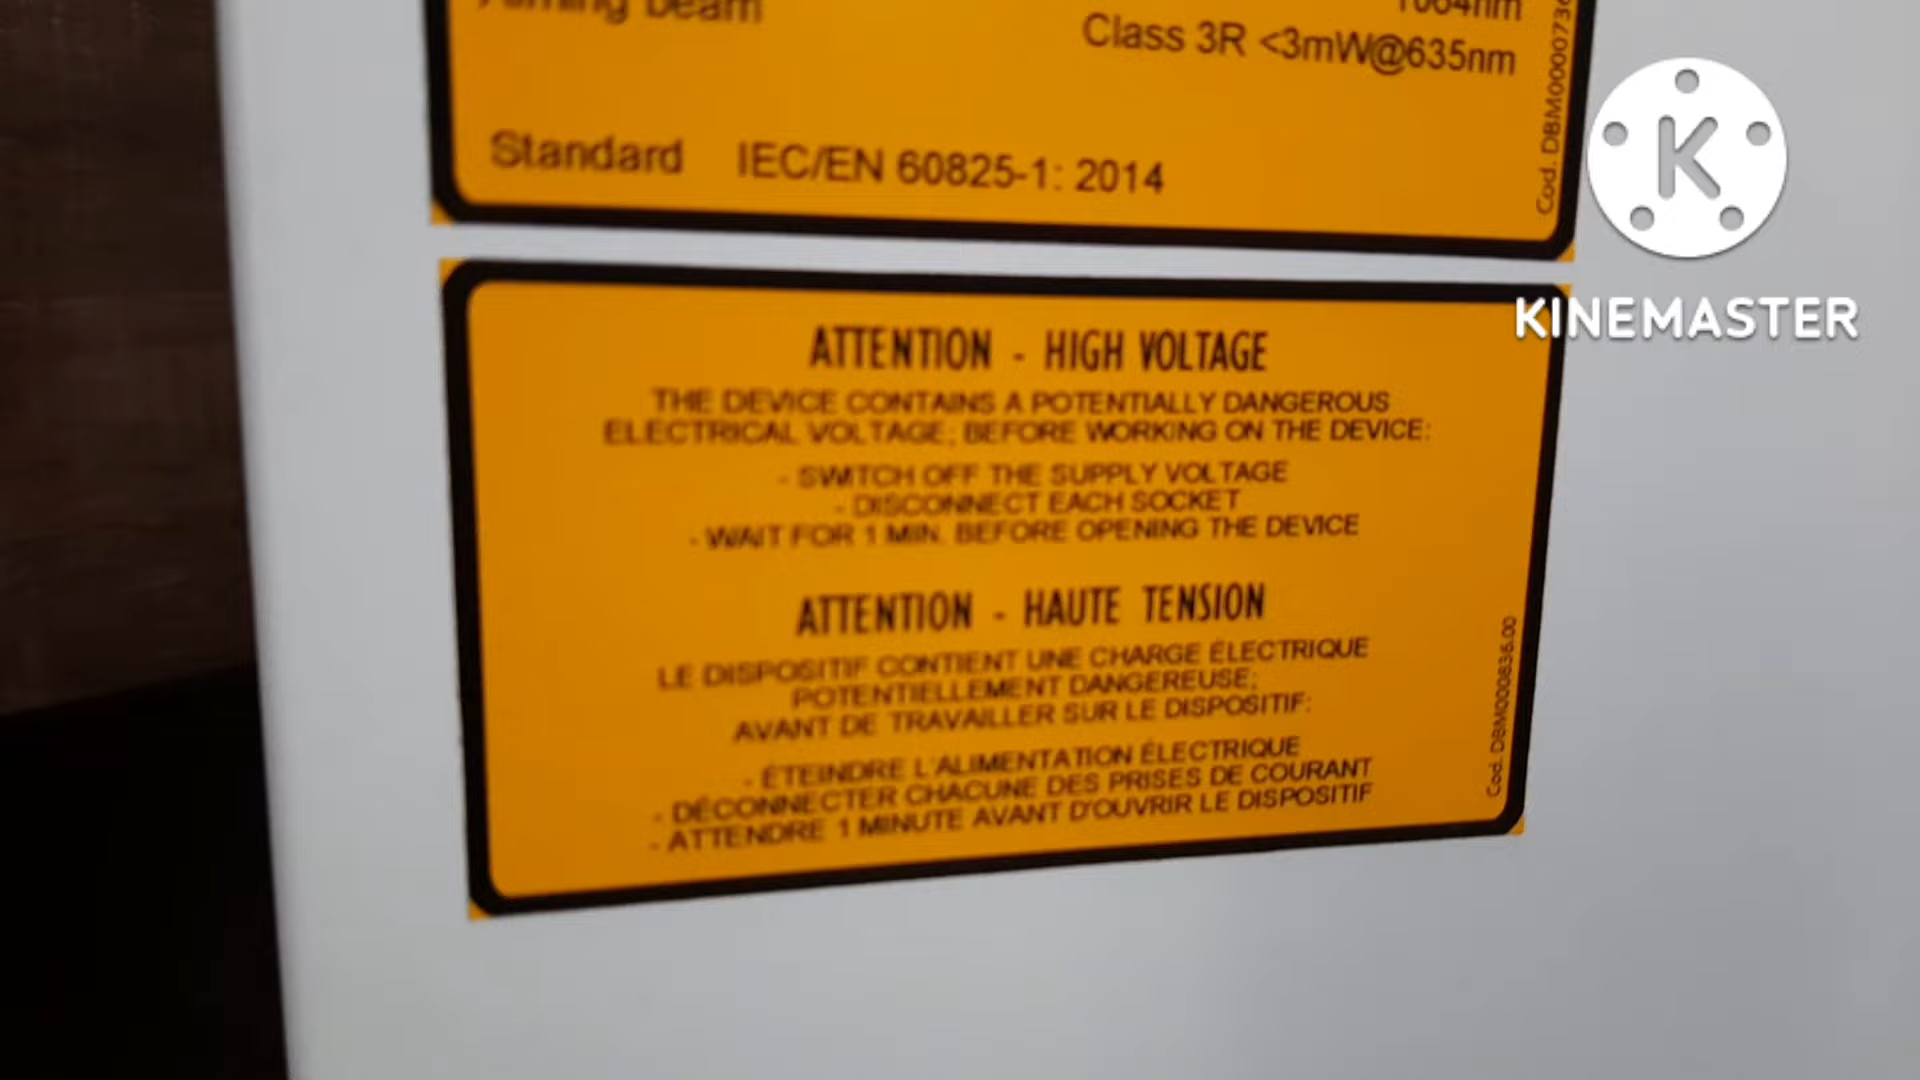 Aiming beam
1064nm
Class 3R <3mW@635nm
Standard IEC/EN 60825-1: 2014
KINEMASTER
ATTENTION - HIGH VOLTAGE
THE DEVICE CONTAINS A POTENTIALLY DANGEROUS
ELECTRICAL VOLTAGE; BEFORE WORKING ON THE DEVICE:
- SWITCH OFF THE SUPPLY VOLTAGE
- DISCONNECT EACH SOCKET
- WAIT FOR 1 MIN. BEFORE OPENING THE DEVICE
ATTENTION - HAUTE TENSION
LE DISPOSITIF CONTIENT UNE CHARGE ÉLECTRIQUE
POTENTIELLEMENT DANGEREUSE;
AVANT DE TRAVAILLER SUR LE DISPOSITIF:
- ÉTEINDRE L'ALIMENTATION ÉLECTRIQUE
- DÉCONNECTER CHACUNE DES PRISES DE COURANT
- ATTENDRE 1 MINUTE AVANT D'OUVRIR LE DISPOSITIF
Cod. DBM000836.00